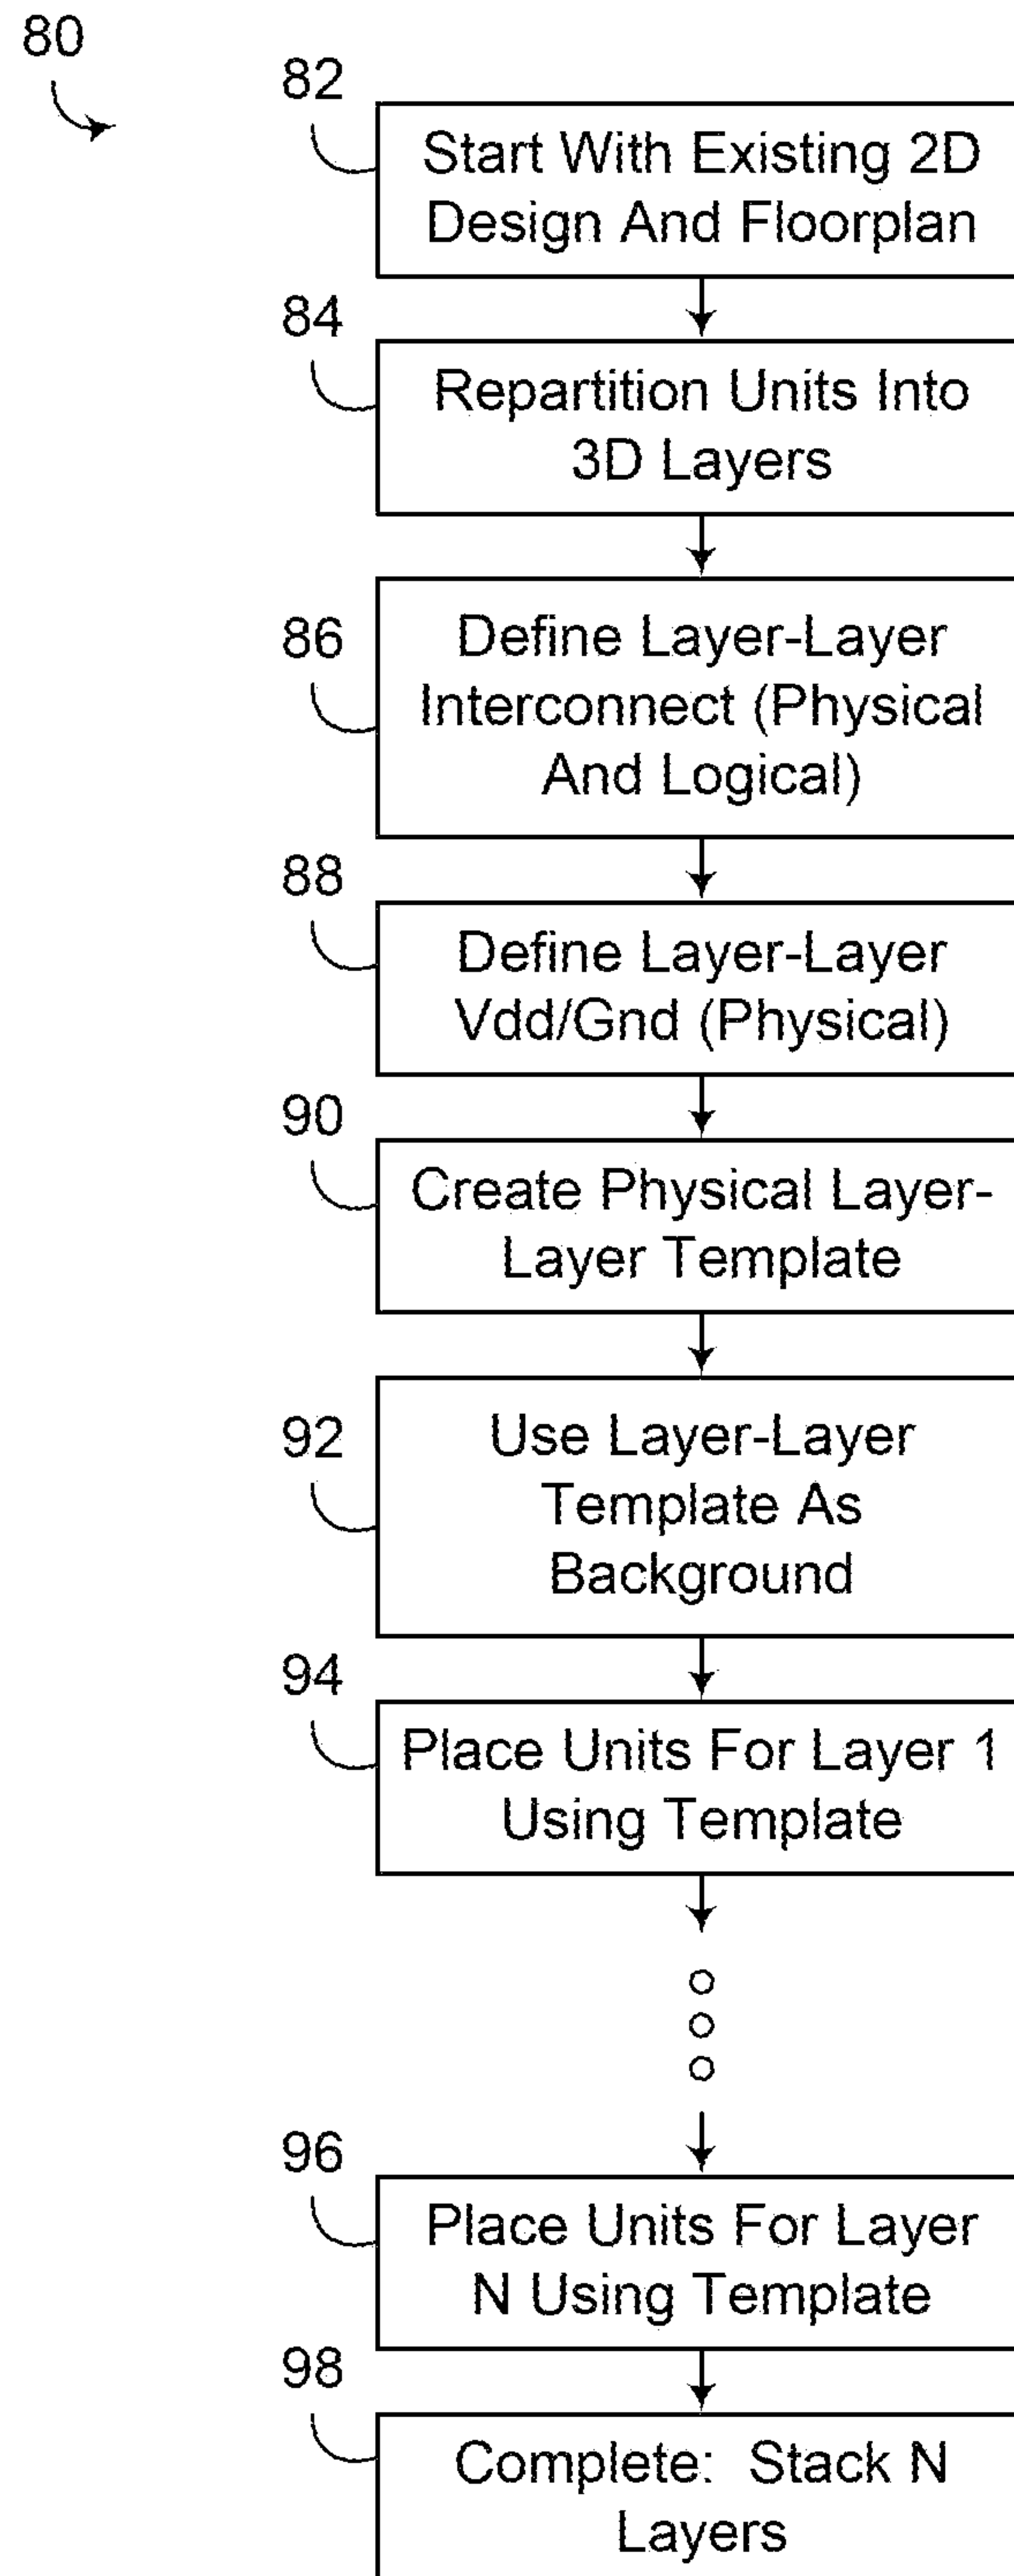 80
82
Start With Existing 2D
Design And Floorplan
84
Repartition Units Into
3D Layers
86
Define Layer-Layer
Interconnect (Physical
And Logical)
88
Define Layer-Layer
Vdd/Gnd (Physical)
90
Create Physical Layer-
Layer Template
92
Use Layer-Layer
Template As
Background
94
Place Units For Layer 1
Using Template
96
Place Units For Layer
N Using Template
98
Complete: Stack N
Layers